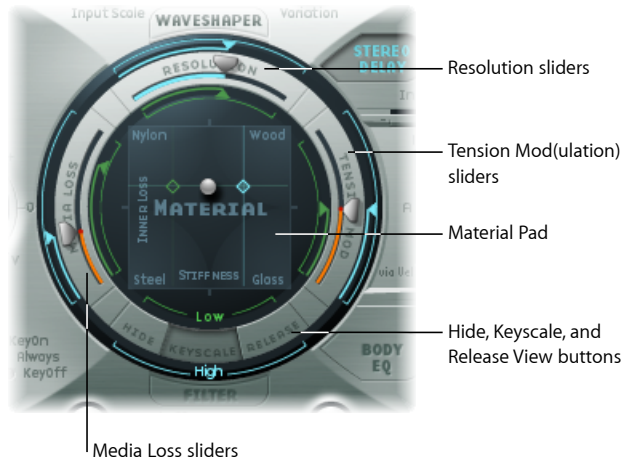 Input Scale
WAVESHAPER
Variation
STEREO
DELAY
RESOLUTION
Resolution sliders
Nylon
Wood
MEDIA LOSS
TENSION MOD
Tension Mod(ulation)
sliders
INNER LOSS
MATERIAL
Material Pad
Steel
STIFFNESS
Glass
via Vel
Low
HIDE
KEYSCALE
RELEASE
Hide, Keyscale, and
Release View buttons
KeyOn
Always
KeyOff
BODY
EQ
High
FILTER
Media Loss sliders